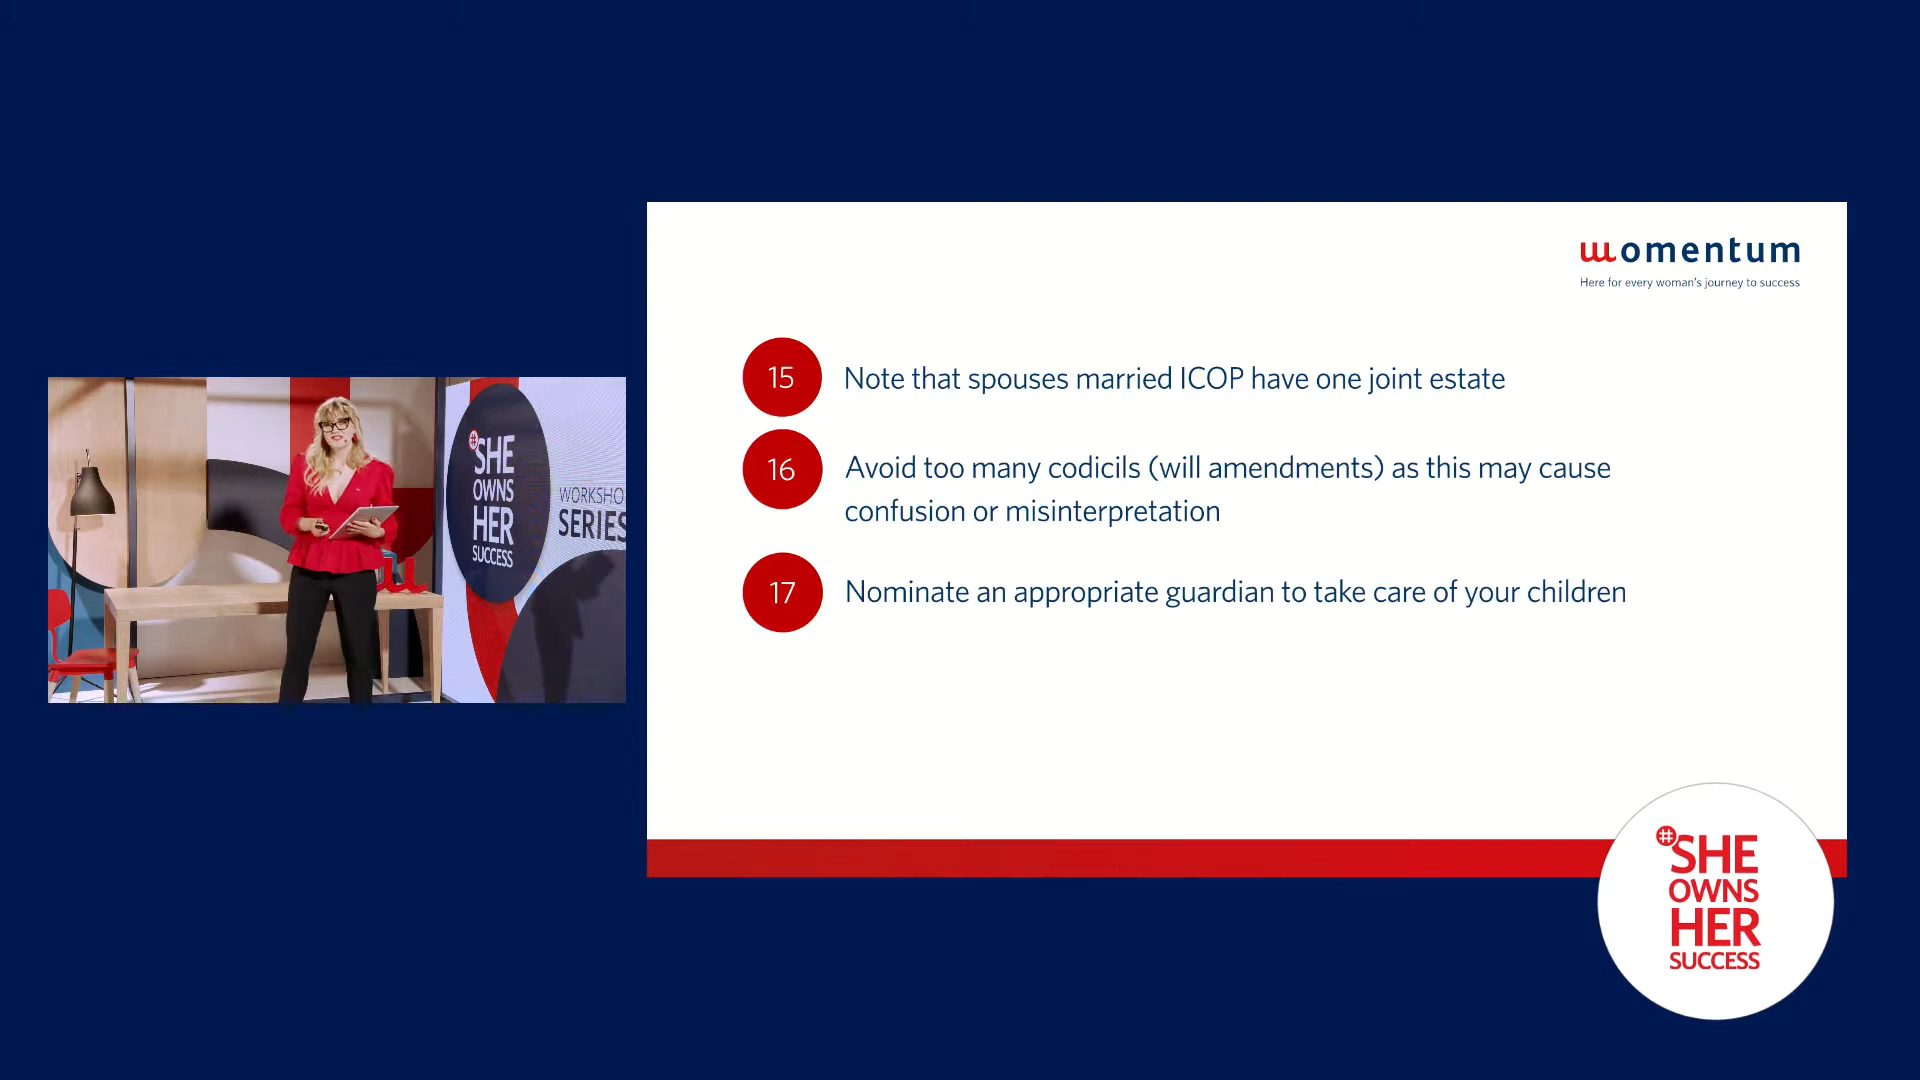 womentum
Here for every woman's journey to success
15
Note that spouses married ICOP have one joint estate
16
Avoid too many codicils (will amendments) as this may cause
confusion or misinterpretation
17
Nominate an appropriate guardian to take care of your children
#SHE
OWNS
HER
SUCCESS
WORKSHO
SERIES
#SHE
OWNS
HER
SUCCESS